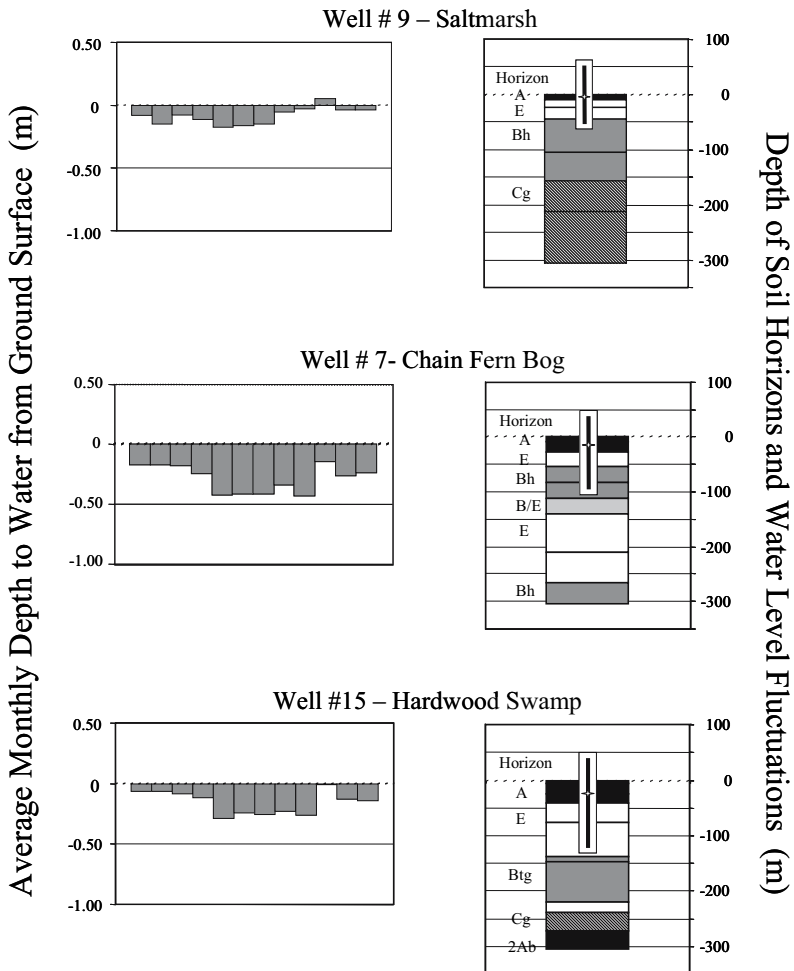 Well # 9 – Saltmarsh
Average Monthly Depth to Water from Ground Surface (m)
0.50
0
-0.50
-1.00
Horizon
A
E
Bh
Cg
100
0
-100
-200
-300
Depth of Soil Horizons and Water Level Fluctuations (m)
Well # 7- Chain Fern Bog
0.50
0
-0.50
-1.00
Horizon
A
E
Bh
B/E
E
Bh
100
0
-100
-200
-300
Well #15 – Hardwood Swamp
0.50
0
-0.50
-1.00
Horizon
A
E
Btg
Cg
2Ab
100
0
-100
-200
-300